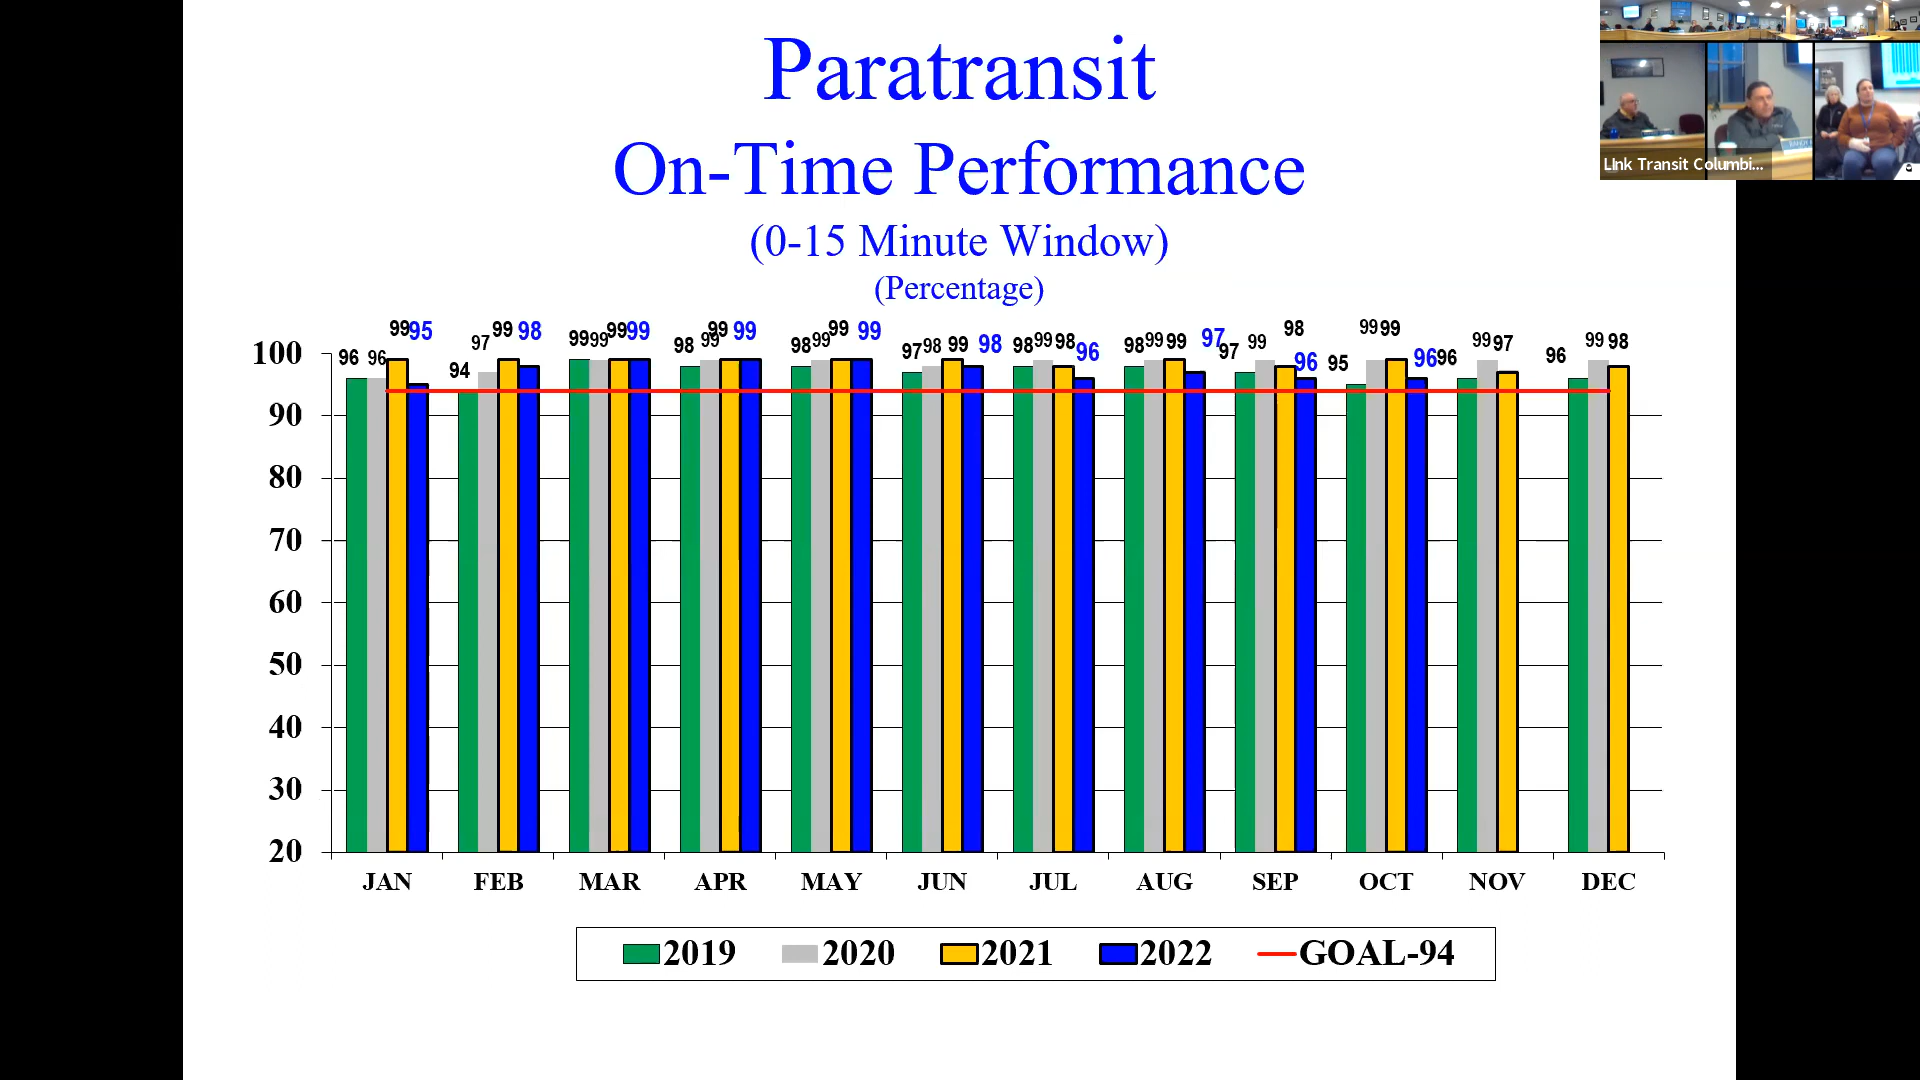 Paratransit
On-Time Performance
(0-15 Minute Window)
(Percentage)
LInk Transit Columbi...
96 96 99 95 94 97 99 98 99 99 99 99 98 99 99 99 98 99 99 99 97 98 99 98 98 99 98 96 98 99 99 97 97 99 98 96 95 99 99 96 96 99 97 96 99 98
100
90
80
70
60
50
40
30
20
JAN FEB MAR APR MAY JUN JUL AUG SEP OCT NOV DEC
2019 2020 2021 2022 GOAL-94